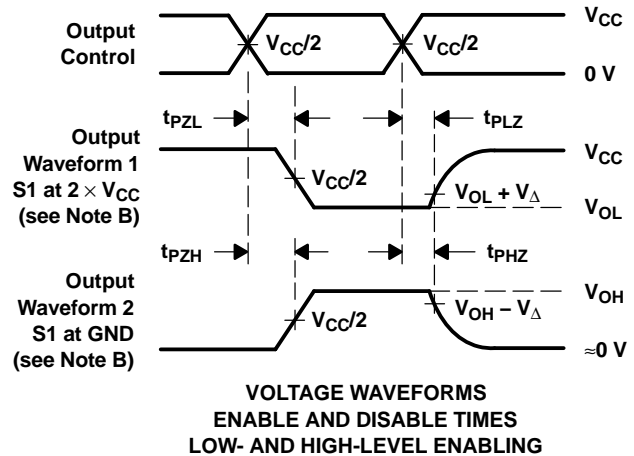 Output
Control
V_CC/2
V_CC/2
V_CC
0 V
t_PZL
t_PLZ
Output
Waveform 1
S1 at 2 × V_CC
(see Note B)
V_CC/2
V_CC
V_OL + V_Δ
V_OL
t_PZH
t_PHZ
Output
Waveform 2
S1 at GND
(see Note B)
V_CC/2
V_OH
V_OH − V_Δ
≈0 V
VOLTAGE WAVEFORMS
ENABLE AND DISABLE TIMES
LOW- AND HIGH-LEVEL ENABLING